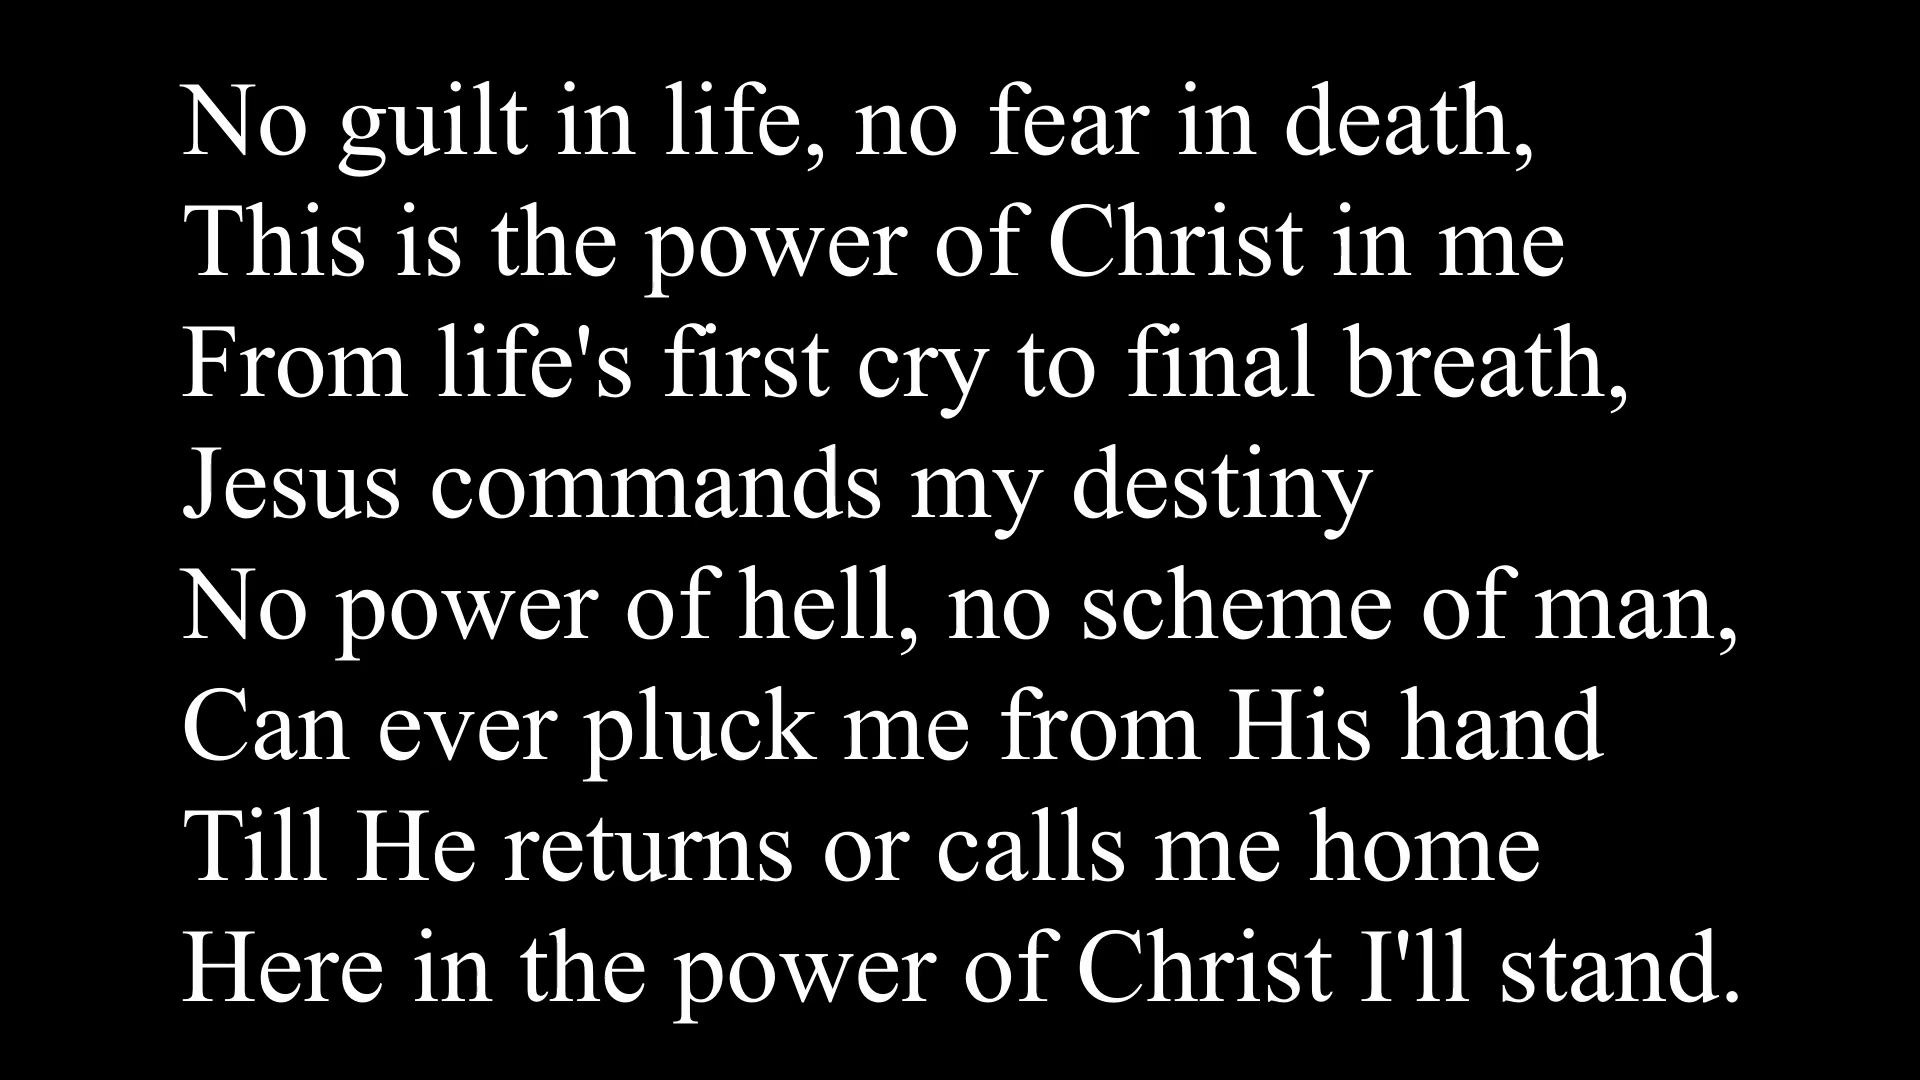 No guilt in life, no fear in death,
This is the power of Christ in me
From life's first cry to final breath,
Jesus commands my destiny
No power of hell, no scheme of man,
Can ever pluck me from His hand
Till He returns or calls me home
Here in the power of Christ I'll stand.